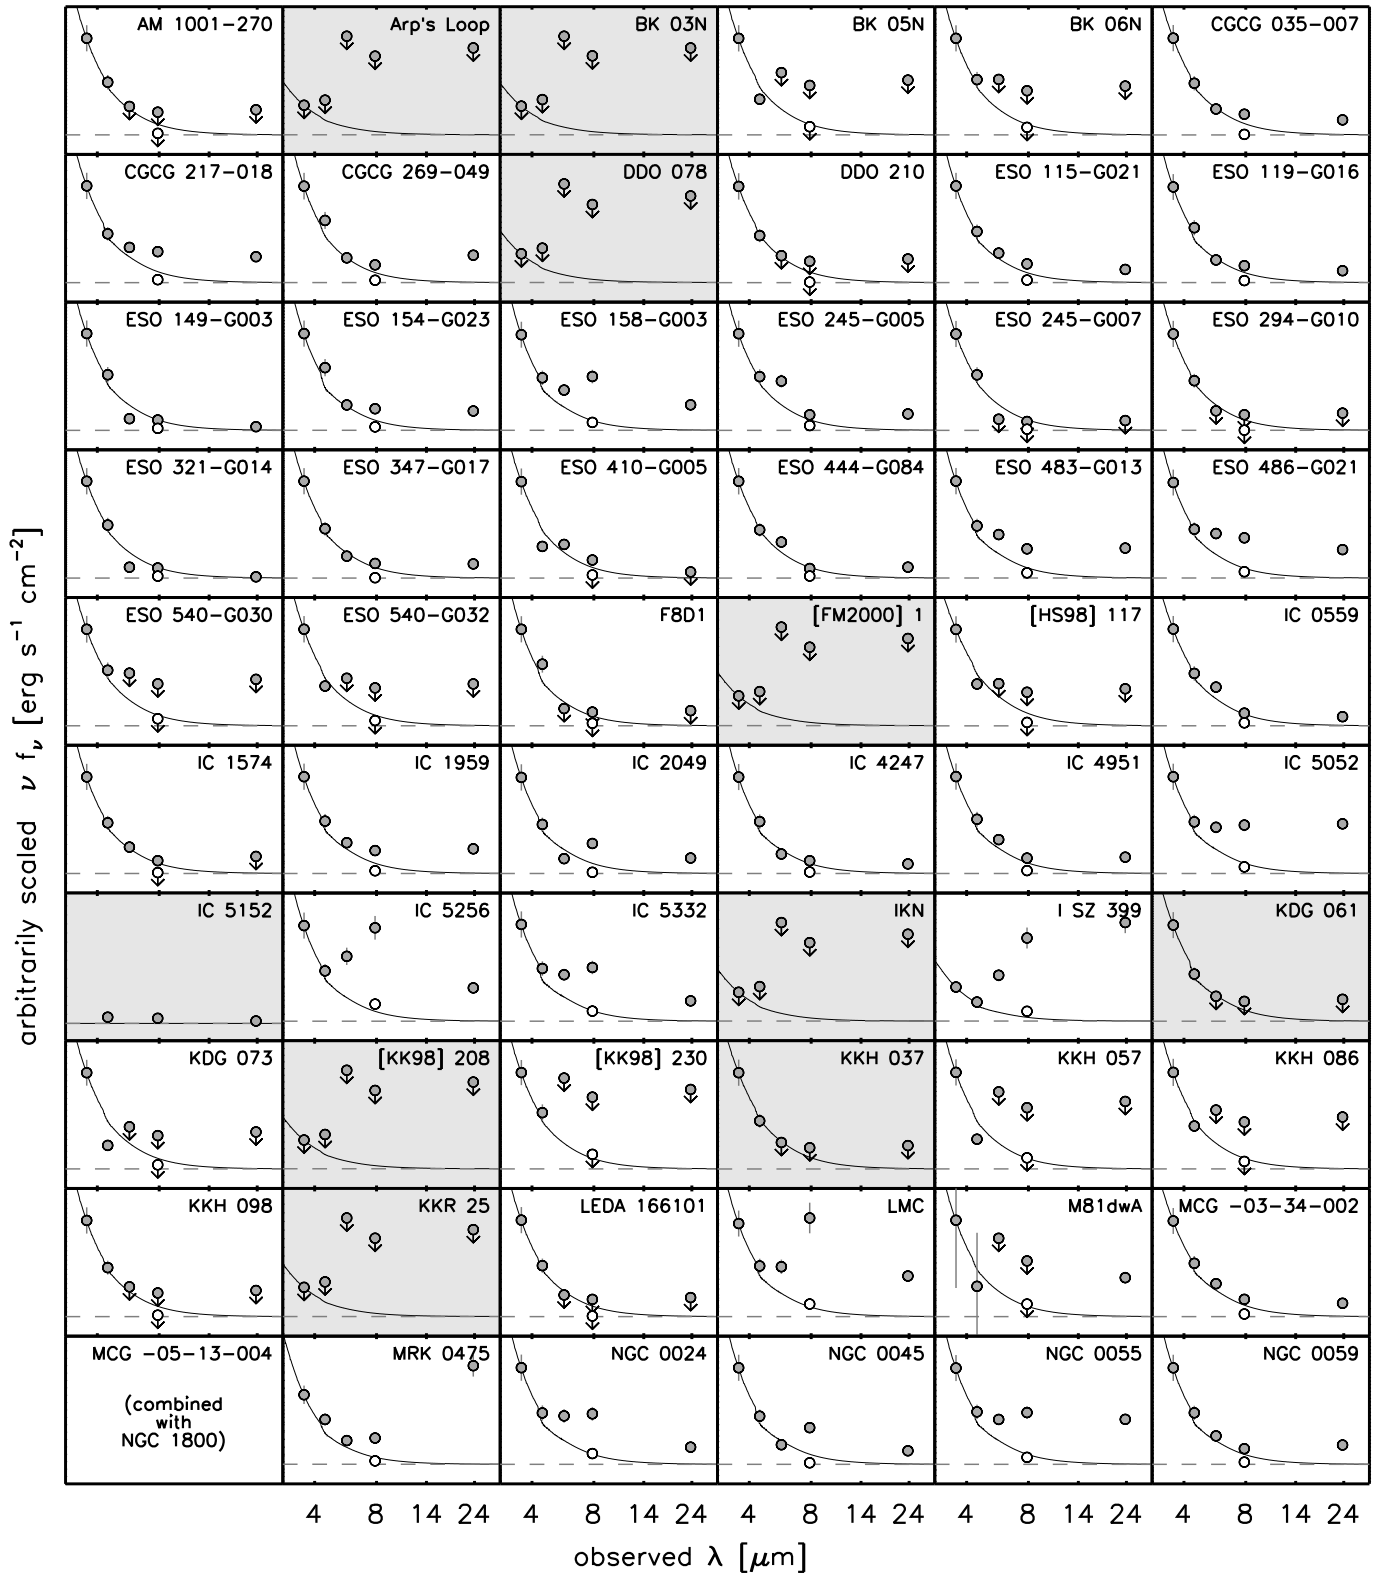 AM 1001-270
Arp's Loop
BK 03N
BK 05N
BK 06N
CGCG 035-007
CGCG 217-018
CGCG 269-049
DDO 078
DDO 210
ESO 115-G021
ESO 119-G016
ESO 149-G003
ESO 154-G023
ESO 158-G003
ESO 245-G005
ESO 245-G007
ESO 294-G010
ESO 321-G014
ESO 347-G017
ESO 410-G005
ESO 444-G084
ESO 483-G013
ESO 486-G021
ESO 540-G030
ESO 540-G032
F8D1
[FM2000] 1
[HS98] 117
IC 0559
IC 1574
IC 1959
IC 2049
IC 4247
IC 4951
IC 5052
IC 5152
IC 5256
IC 5332
IKN
I SZ 399
KDG 061
KDG 073
[KK98] 208
[KK98] 230
KKH 037
KKH 057
KKH 086
KKH 098
KKR 25
LEDA 166101
LMC
M81dwA
MCG -03-34-002
MCG -05-13-004
(combined
with
NGC 1800)
MRK 0475
NGC 0024
NGC 0045
NGC 0055
NGC 0059
4 8 14 24 4 8 14 24 4 8 14 24 4 8 14 24 4 8 14 24
observed λ [μm]
arbitrarily scaled ν fν [erg s⁻¹ cm⁻²]